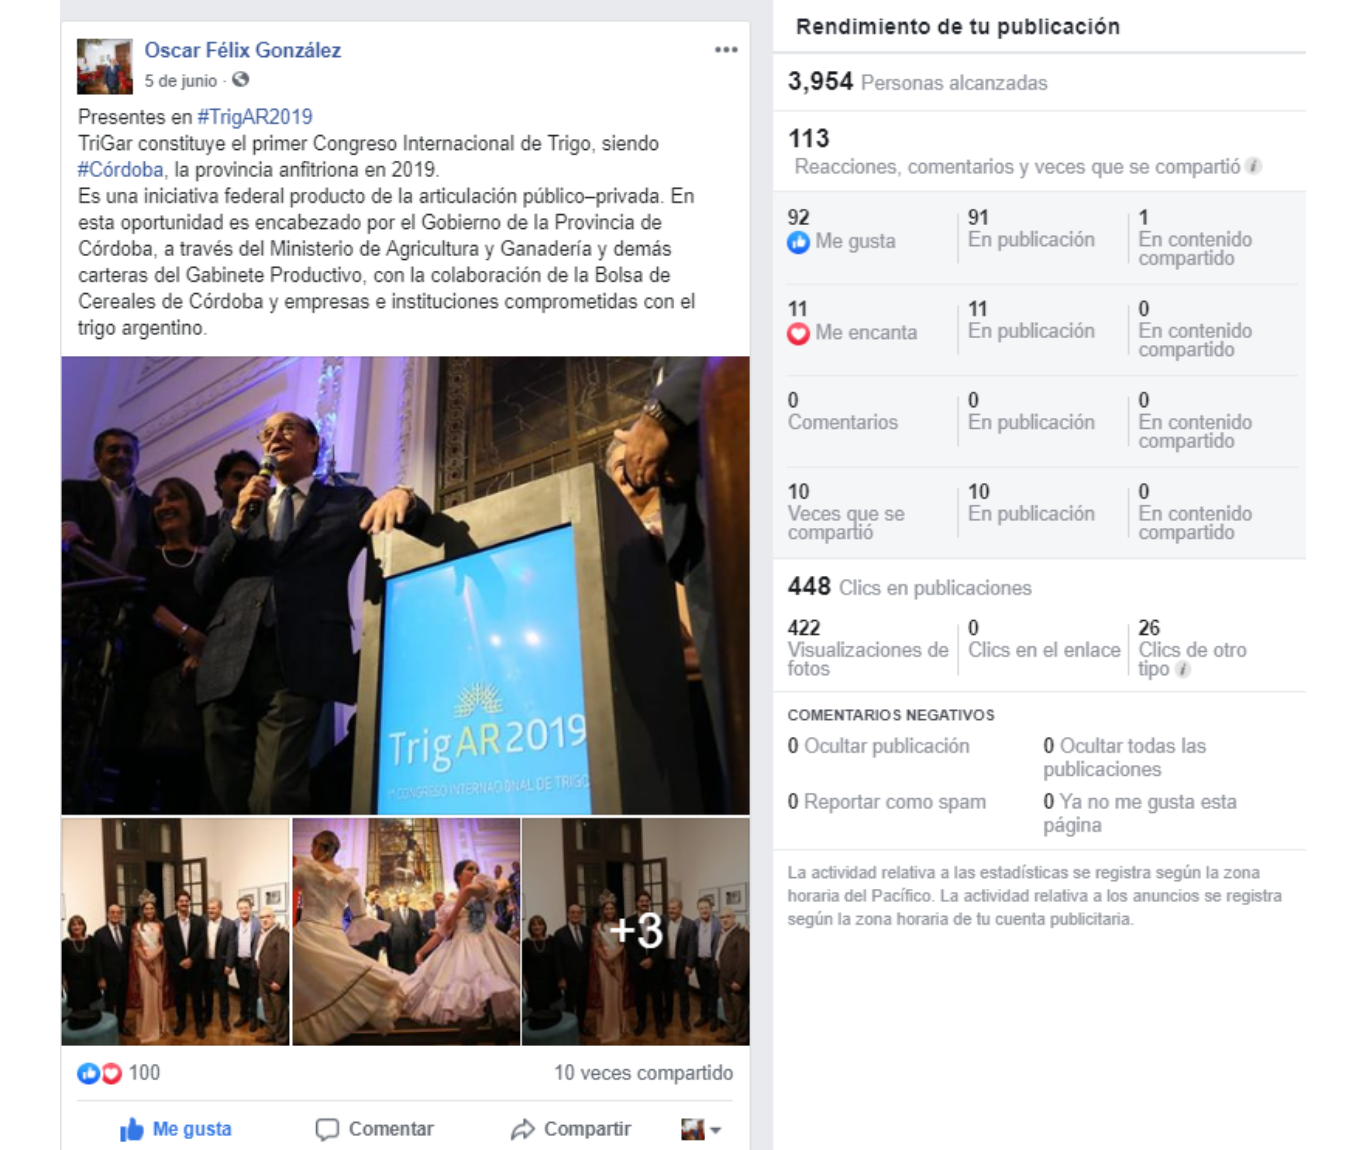 Oscar Félix González
5 de junio ·
Presentes en #TrigAR2019
TriGar constituye el primer Congreso Internacional de Trigo, siendo
#Córdoba, la provincia anfitriona en 2019.
Es una iniciativa federal producto de la articulación público–privada. En
esta oportunidad es encabezado por el Gobierno de la Provincia de
Córdoba, a través del Ministerio de Agricultura y Ganadería y demás
carteras del Gabinete Productivo, con la colaboración de la Bolsa de
Cereales de Córdoba y empresas e instituciones comprometidas con el
trigo argentino.
TrigAR2019
1º CONGRESO INTERNACIONAL DE TRIGO
+3
100
10 veces compartido
Me gusta
Comentar
Compartir
Rendimiento de tu publicación
3,954 Personas alcanzadas
113
Reacciones, comentarios y veces que se compartió
92
Me gusta
91
En publicación
1
En contenido
compartido
11
Me encanta
11
En publicación
0
En contenido
compartido
0
Comentarios
0
En publicación
0
En contenido
compartido
10
Veces que se
compartió
10
En publicación
0
En contenido
compartido
448 Clics en publicaciones
422
Visualizaciones de
fotos
0
Clics en el enlace
26
Clics de otro
tipo
COMENTARIOS NEGATIVOS
0 Ocultar publicación
0 Ocultar todas las
publicaciones
0 Reportar como spam
0 Ya no me gusta esta
página
La actividad relativa a las estadísticas se registra según la zona
horaria del Pacífico. La actividad relativa a los anuncios se registra
según la zona horaria de tu cuenta publicitaria.